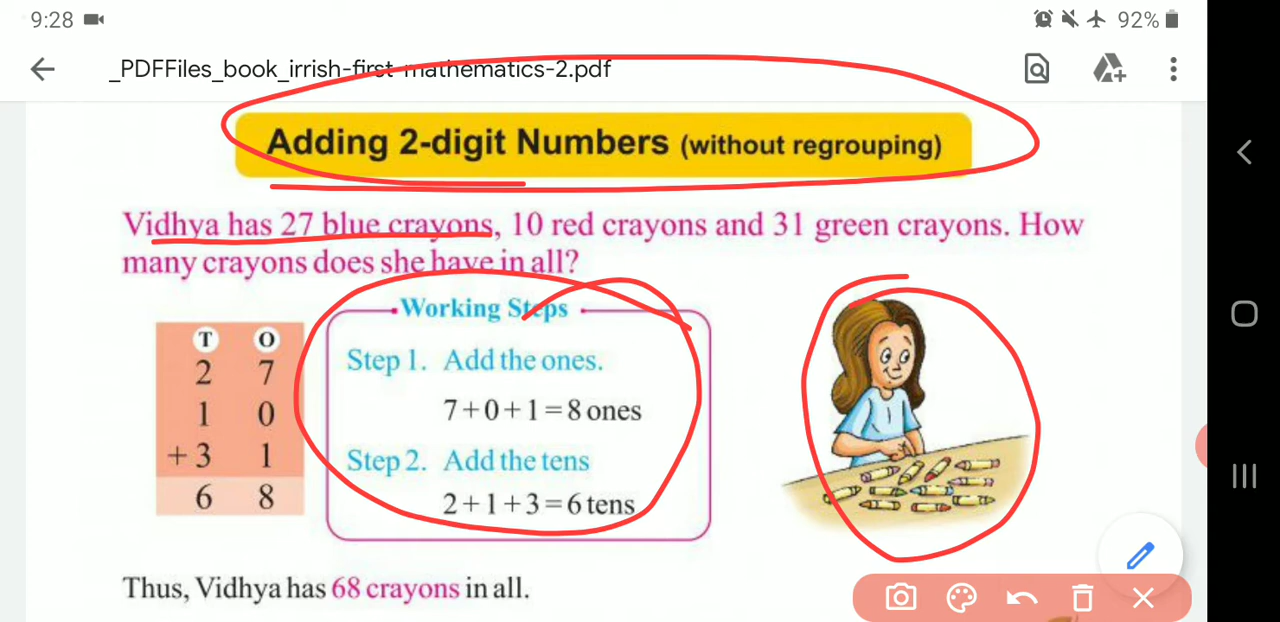 9:28 92%
_PDFFiles_book_irrish-first-mathematics-2.pdf
Adding 2-digit Numbers (without regrouping)
Vidhya has 27 blue crayons, 10 red crayons and 31 green crayons. How
many crayons does she have in all?
T O
2 7
1 0
+ 3 1
6 8
Working Steps
Step 1. Add the ones.
7+0+1=8 ones
Step 2. Add the tens
2+1+3=6 tens
Thus, Vidhya has 68 crayons in all.